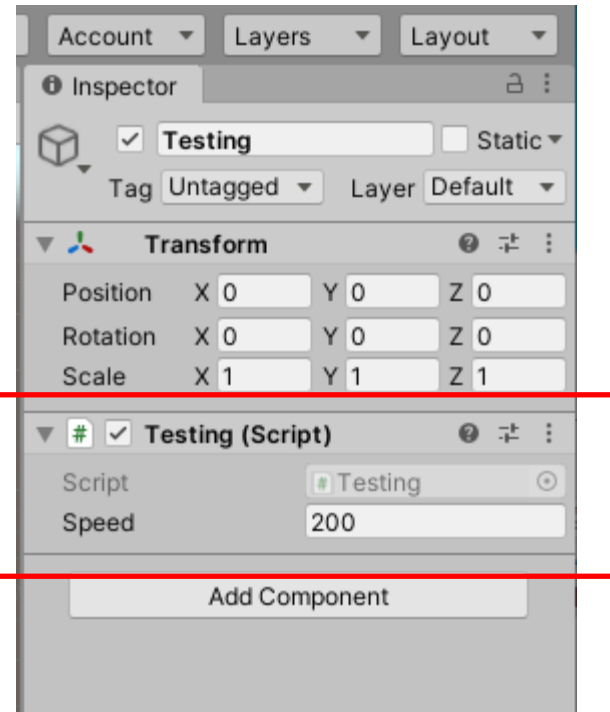 Account Layers Layout
Inspector
Testing Static
Tag Untagged Layer Default
Transform
Position X 0 Y 0 Z 0
Rotation X 0 Y 0 Z 0
Scale X 1 Y 1 Z 1
# Testing (Script)
Script # Testing
Speed 200
Add Component